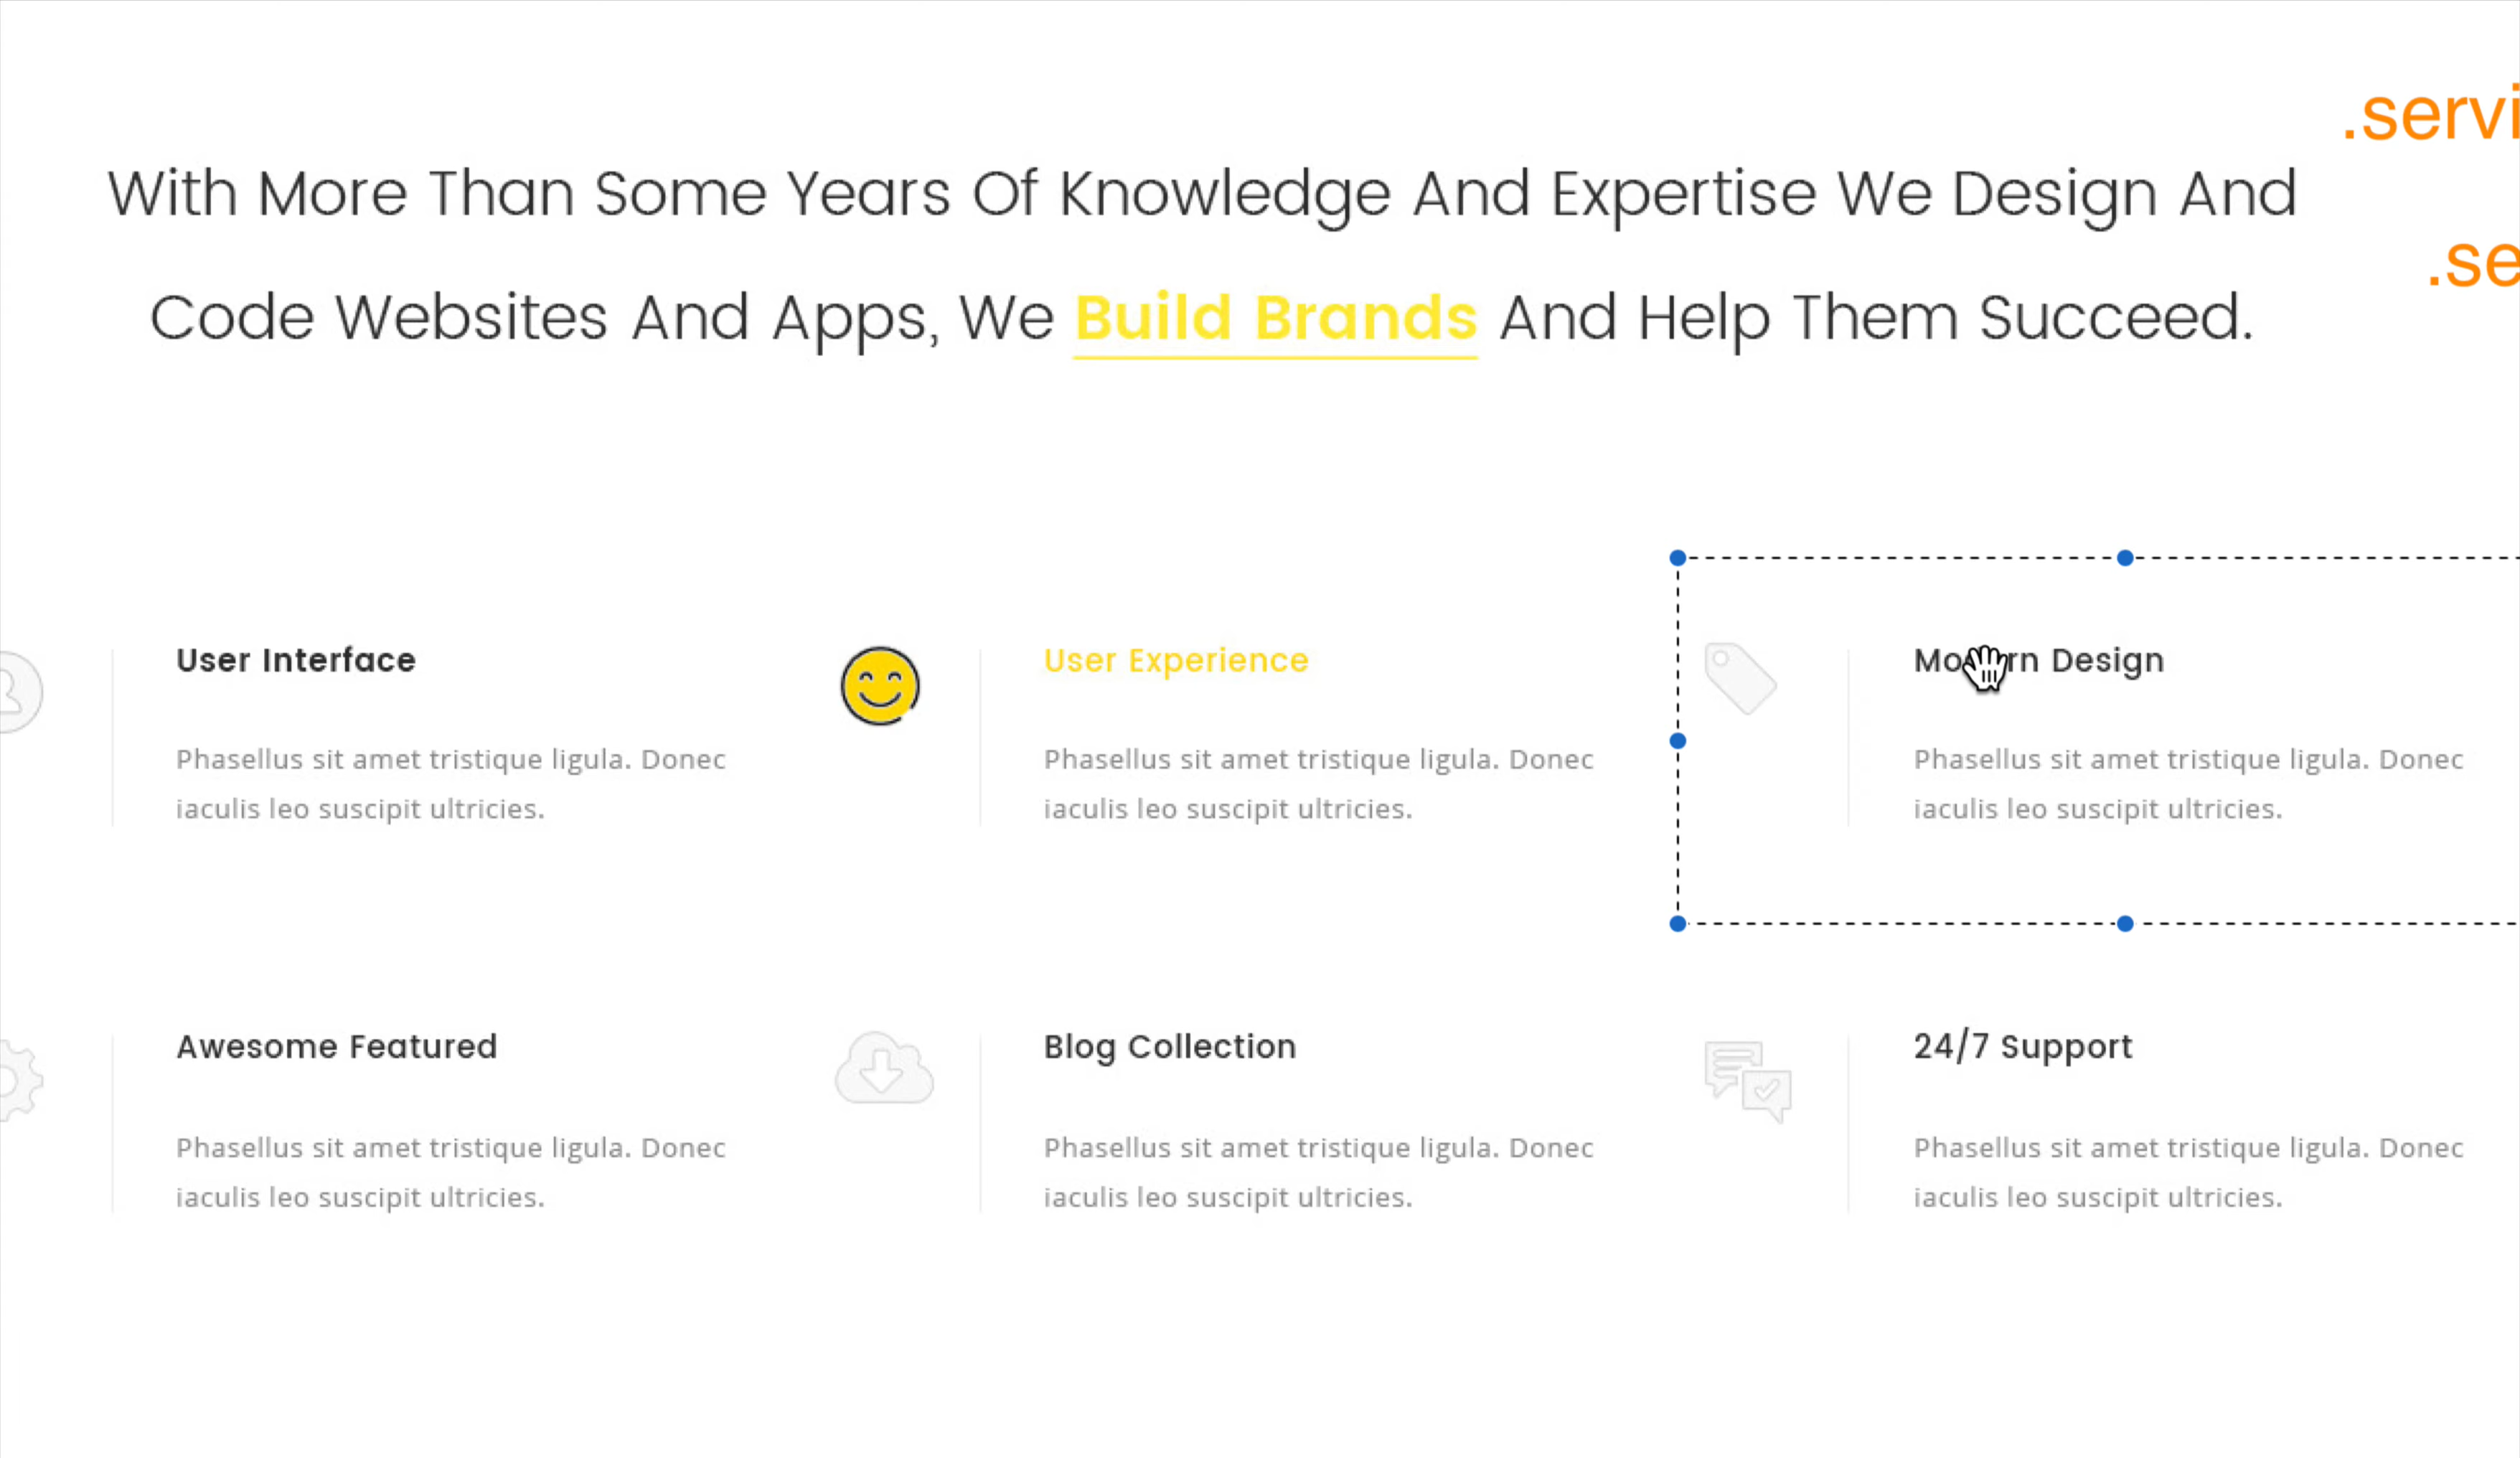 .servi
With More Than Some Years Of Knowledge And Expertise We Design And
.se
Code Websites And Apps, We Build Brands And Help Them Succeed.
User Interface
Phasellus sit amet tristique ligula. Donec
iaculis leo suscipit ultricies.
User Experience
Phasellus sit amet tristique ligula. Donec
iaculis leo suscipit ultricies.
Design
Phasellus sit amet tristique ligula. Donec
iaculis leo suscipit ultricies.
Awesome Featured
Phasellus sit amet tristique ligula. Donec
iaculis leo suscipit ultricies.
Blog Collection
Phasellus sit amet tristique ligula. Donec
iaculis leo suscipit ultricies.
24/7 Support
Phasellus sit amet tristique ligula. Donec
iaculis leo suscipit ultricies.